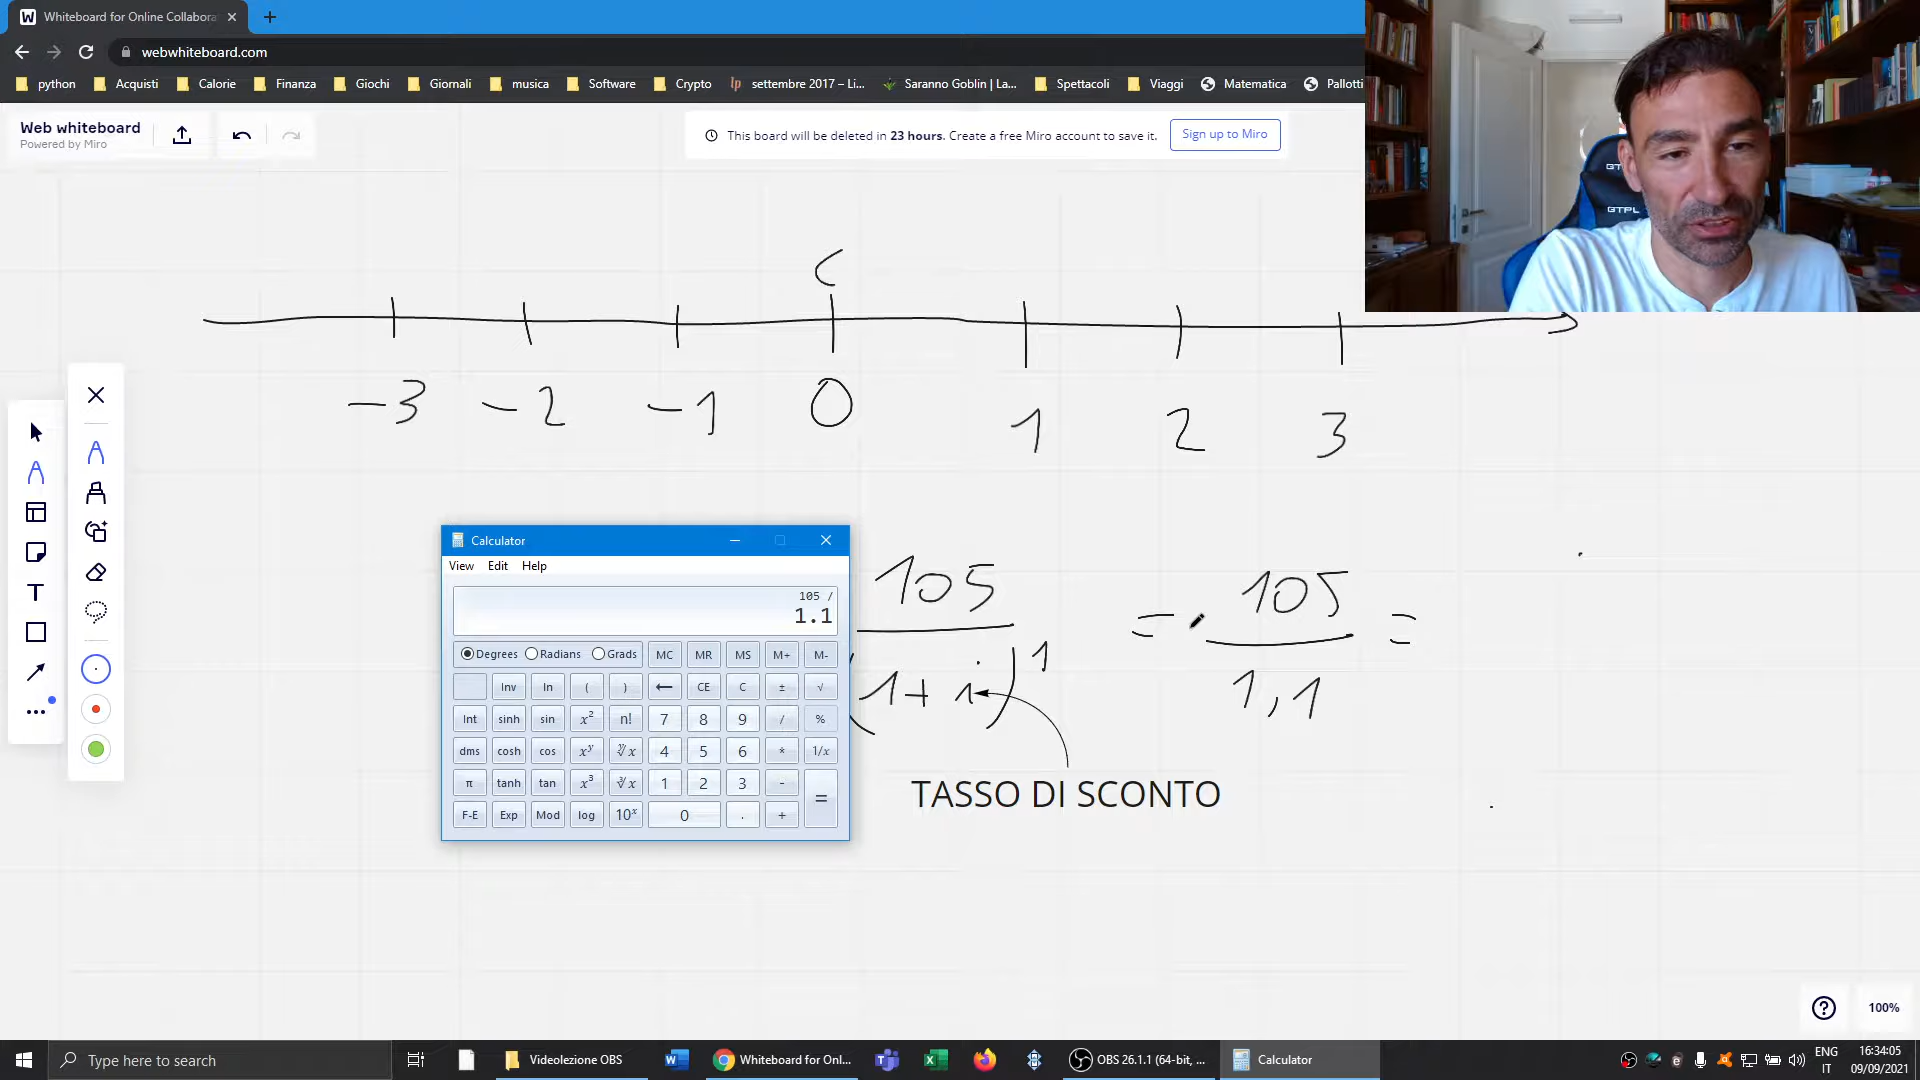 Whiteboard for Online Collabora
webwhiteboard.com
python Acquisti Calorie Finanza Giochi Giornali musica Software Crypto lp settembre 2017 – Li... Saranno Goblin | La... Spettacoli Viaggi Matematica Pallotti
Web whiteboard
Powered by Miro
This board will be deleted in 23 hours. Create a free Miro account to save it. Sign up to Miro
GTPL
C
-3 -2 -1 0 1 2 3
Calculator
View Edit Help
105 /
1.1
Degrees Radians Grads MC MR MS M+ M-
Inv ln ( ) ← CE C ± √
Int sinh sin x² n! 7 8 9 / %
dms cosh cos xʸ ʸ√x 4 5 6 * 1/x
π tanh tan x³ ³√x 1 2 3 - =
F-E Exp Mod log 10ˣ 0 . +
105 = 105 =
(1+i)¹ 1,1
TASSO DI SCONTO
100%
Type here to search Videolezione OBS Whiteboard for Onl... OBS 26.1.1 (64-bit, ... Calculator ENG 16:34:05
IT 09/09/2021